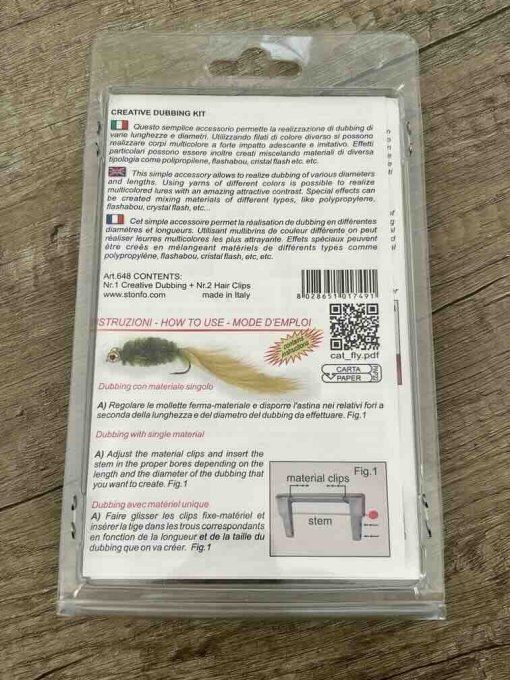 CREATIVE DUBBING KIT
Questo semplice accessorio permette la realizzazione di dubbing di
varie lunghezze e diametri. Utilizzando filati di colore diverso si possono
realizzare corpi multicolore a forte impatto adescante e imitativo. Effetti
particolari possono essere inoltre creati miscelando materiali di diversa
tipologia come polipropilene, flashabou, cristal flash etc. etc.
This simple accessory allows to realize dubbing of various diameters
and lengths. Using yarns of different colors is possible to realize
multicolored lures with an amazing attractive contrast. Special effects can
be created mixing materials of different types, like polypropylene,
flashabou, crystal flash, etc...
Cet simple accessoire permet la réalisation de dubbing en différentes
diamètres et longueurs. Utilisant multibrins de couleur différente on peut
réaliser leurres multicolores les plus attrayante. Effets spéciaux peuvent
être creés en mélangeant matériels de différents types comme
polypropylène, flashabou, cristal flash, etc, etc.
Art.648 CONTENTS:
Nr.1 Creative Dubbing + Nr.2 Hair Clips
www.stonfo.com made in Italy
8 028651 017491
ISTRUZIONI - HOW TO USE - MODE D'EMPLOI
contains
instructions
cat_fly.pdf
CARTA
PAPER
Dubbing con materiale singolo
A) Regolare le mollette ferma-materiale e disporre l'astina nei relativi fori a
seconda della lunghezza e del diametro del dubbing da effettuare. Fig.1
Dubbing with single material
A) Adjust the material clips and insert the
stem in the proper bores depending on the
length and the diameter of the dubbing that
you want to create. Fig.1
Dubbing avec matériel unique
A) Faire glisser les clips fixe-matériel et
insérer la tige dans les trous correspondants
en fonction de la longueur et de la taille du
dubbing que on va créer. Fig.1
Fig.1
material clips
stem